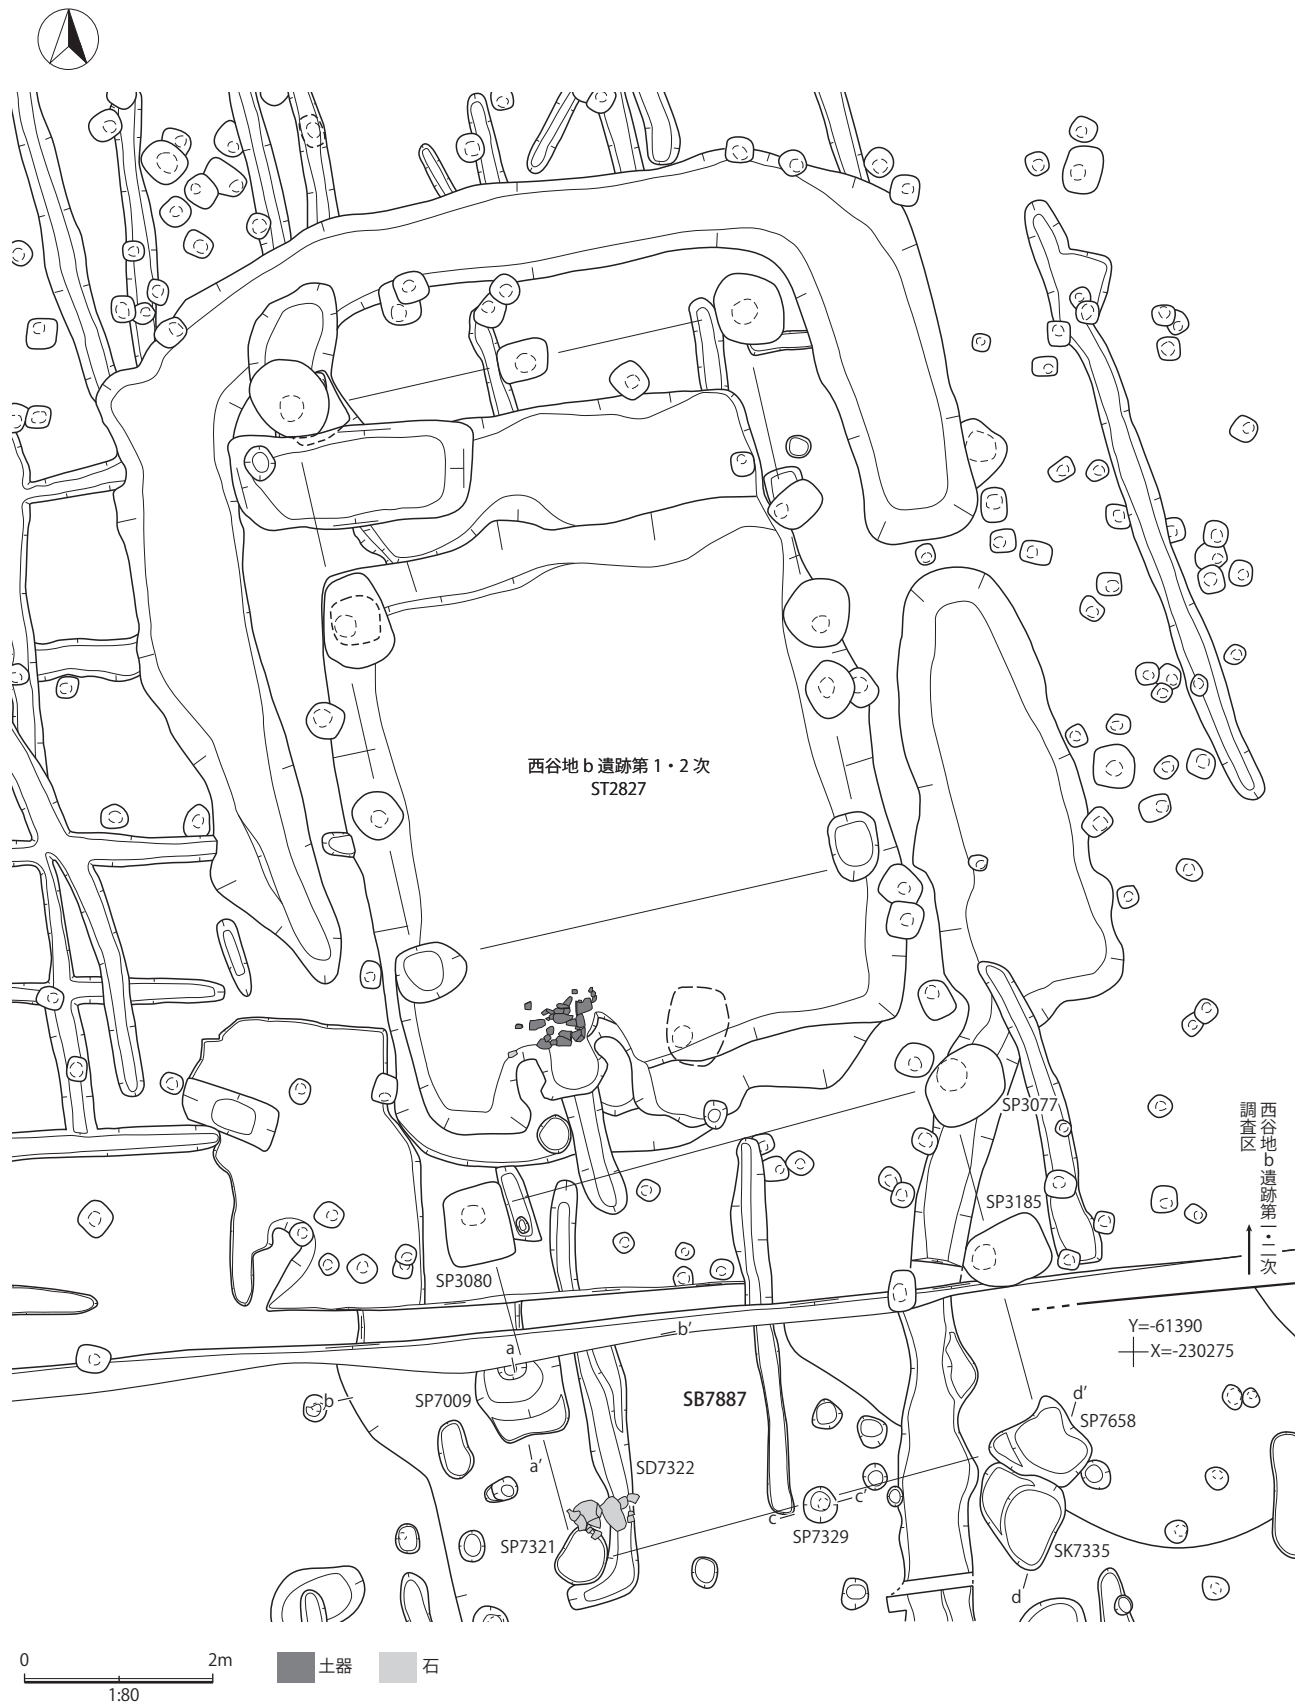 西谷地 b 遺跡第 1・2 次
ST2827
SP3077
西谷地b遺跡第一・二次
調査区
SP3185
SP3080
Y=-61390
X=-230275
b'
a
b
SP7009
SB7887
d'
SP7658
a'
SD7322
c'
c
SP7329
SP7321
SK7335
d
0
2m
1:80
土器
石